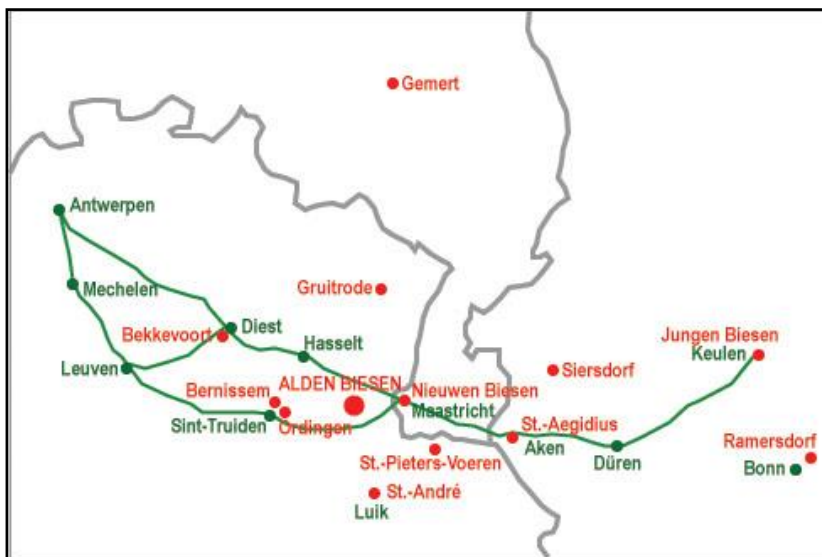 Gemert
Antwerpen
Mechelen
Gruitrode
Bekkevoort
Diest
Hasselt
Jungen Biesen
Keulen
Leuven
Siersdorf
Bernissem
ALDEN BIESEN
Nieuwen Biesen
Maastricht
Sint-Truiden
Ordingen
St.-Aegidius
Aken
Düren
Ramersdorf
Bonn
St.-Pieters-Voeren
St.-André
Luik